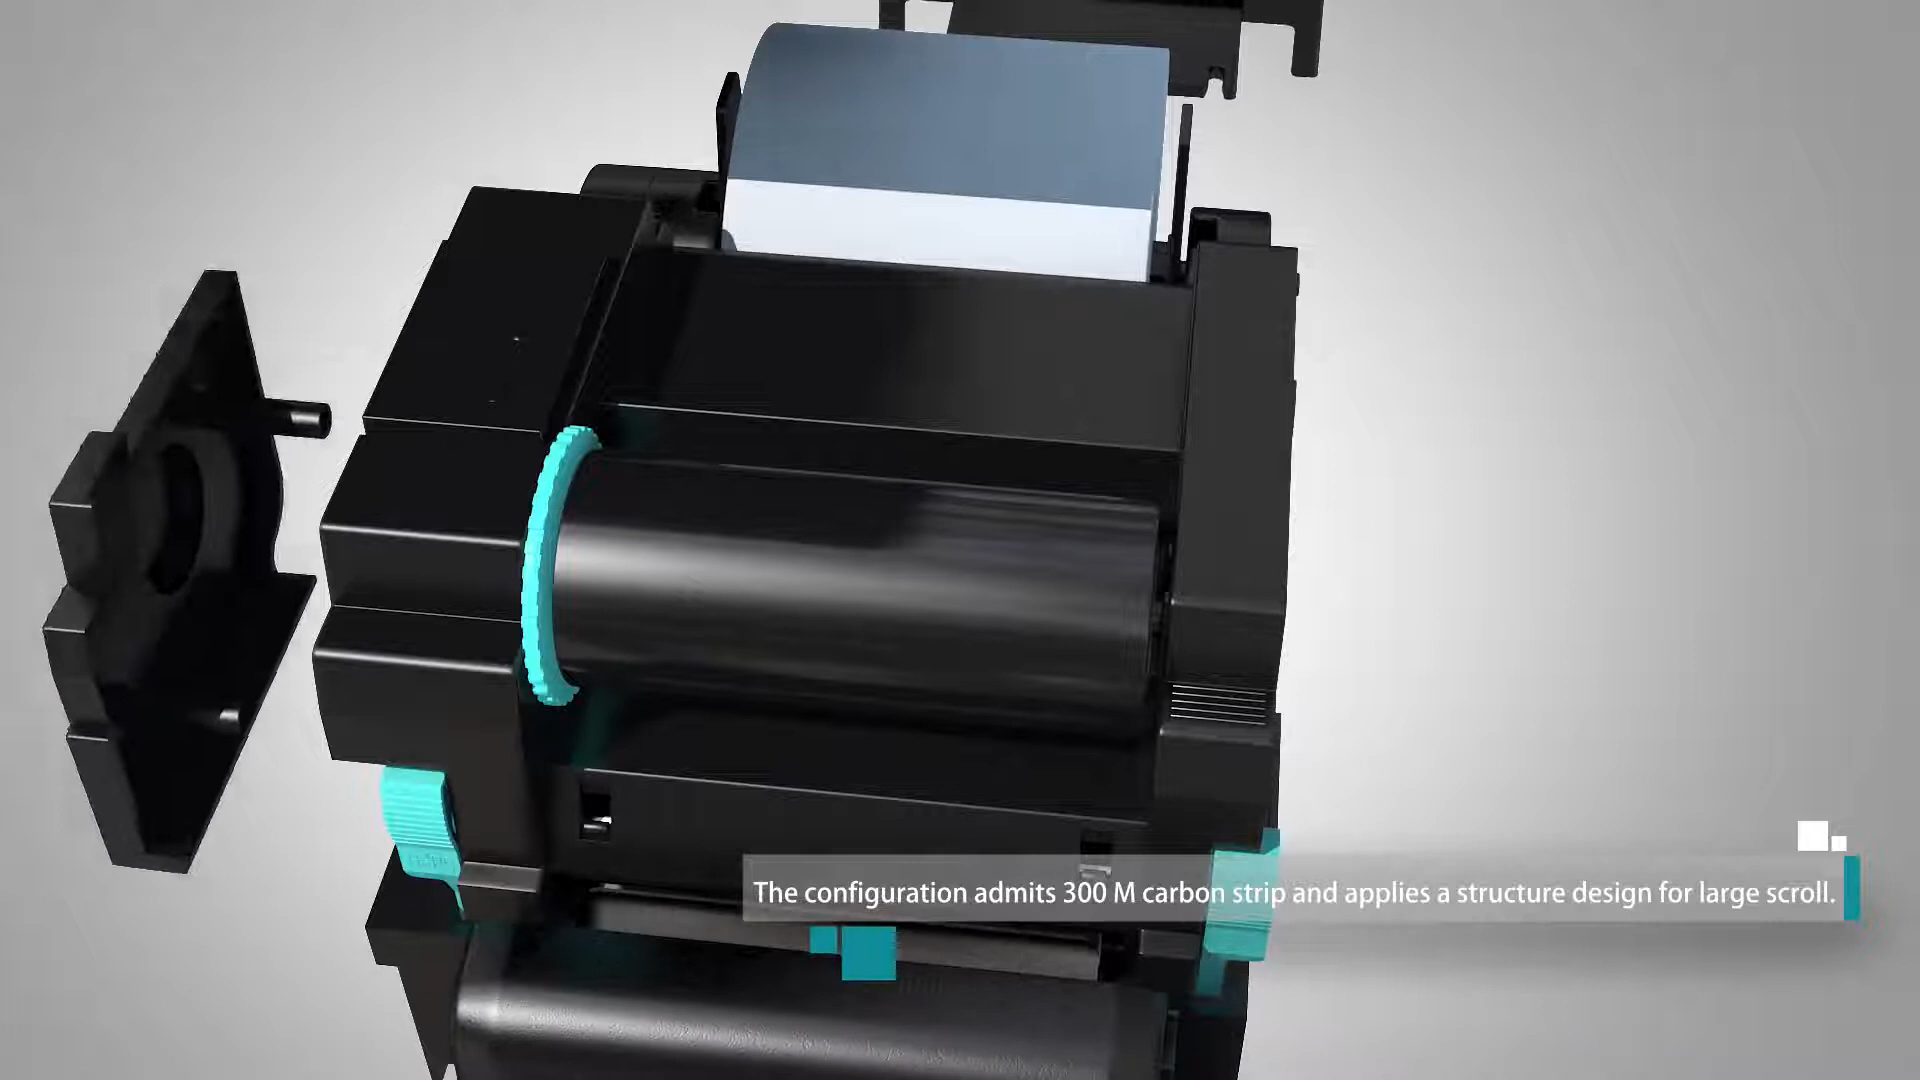 The configuration admits 300 M carbon strip and applies a structure design for large scroll.